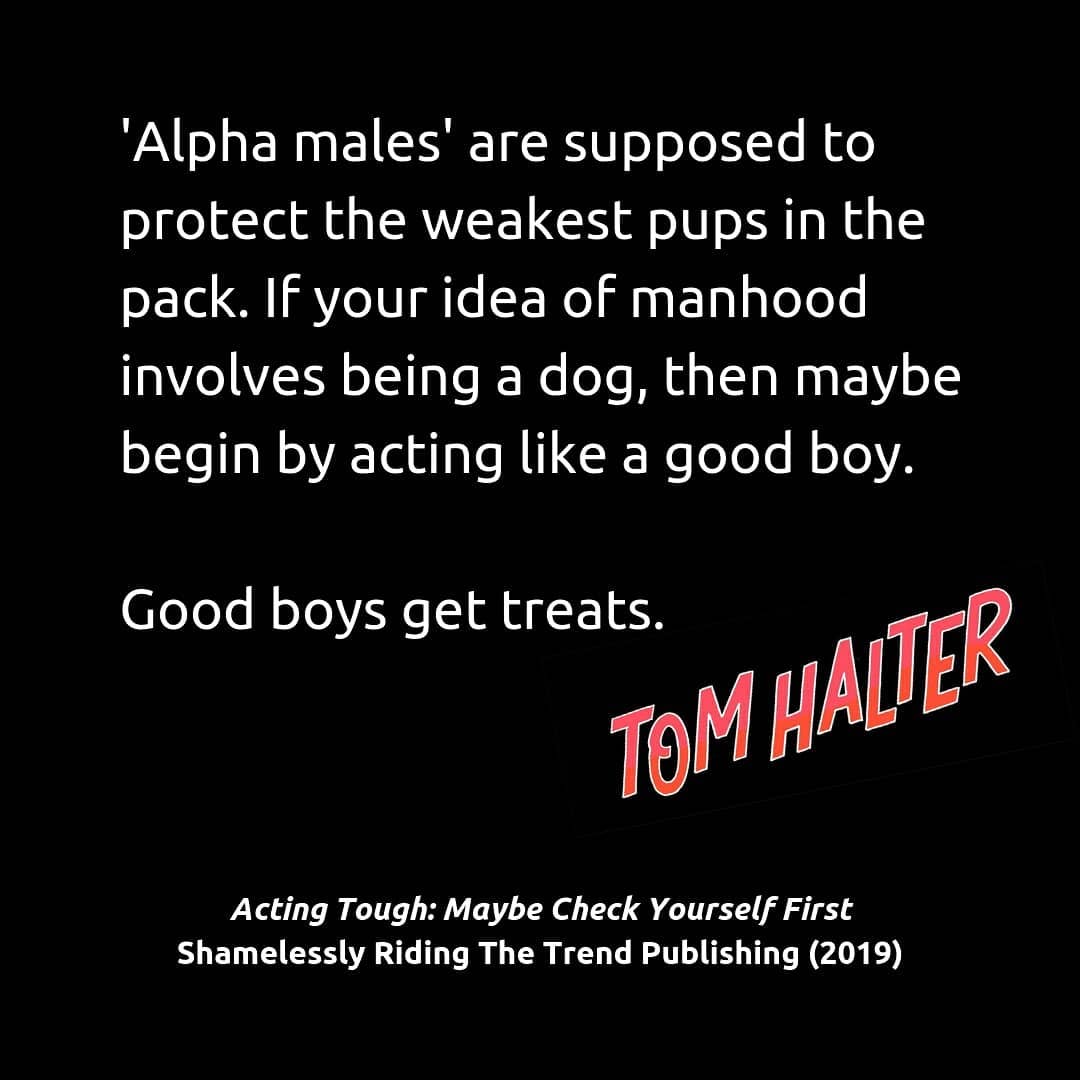 'Alpha males' are supposed to
protect the weakest pups in the
pack. If your idea of manhood
involves being a dog, then maybe
begin by acting like a good boy.
Good boys get treats.
TOM HALTER
Acting Tough: Maybe Check Yourself First
Shamelessly Riding The Trend Publishing (2019)